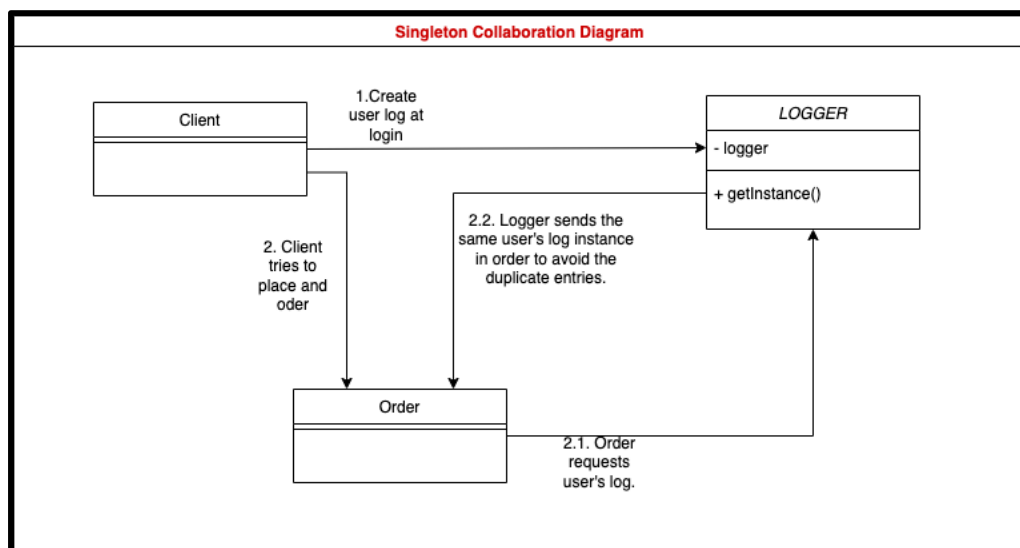 Singleton Collaboration Diagram
Client
1.Create
user log at
login
LOGGER
- logger
+ getInstance()
2. Client
tries to
place and
oder
2.2. Logger sends the
same user's log instance
in order to avoid the
duplicate entries.
Order
2.1. Order
requests
user's log.